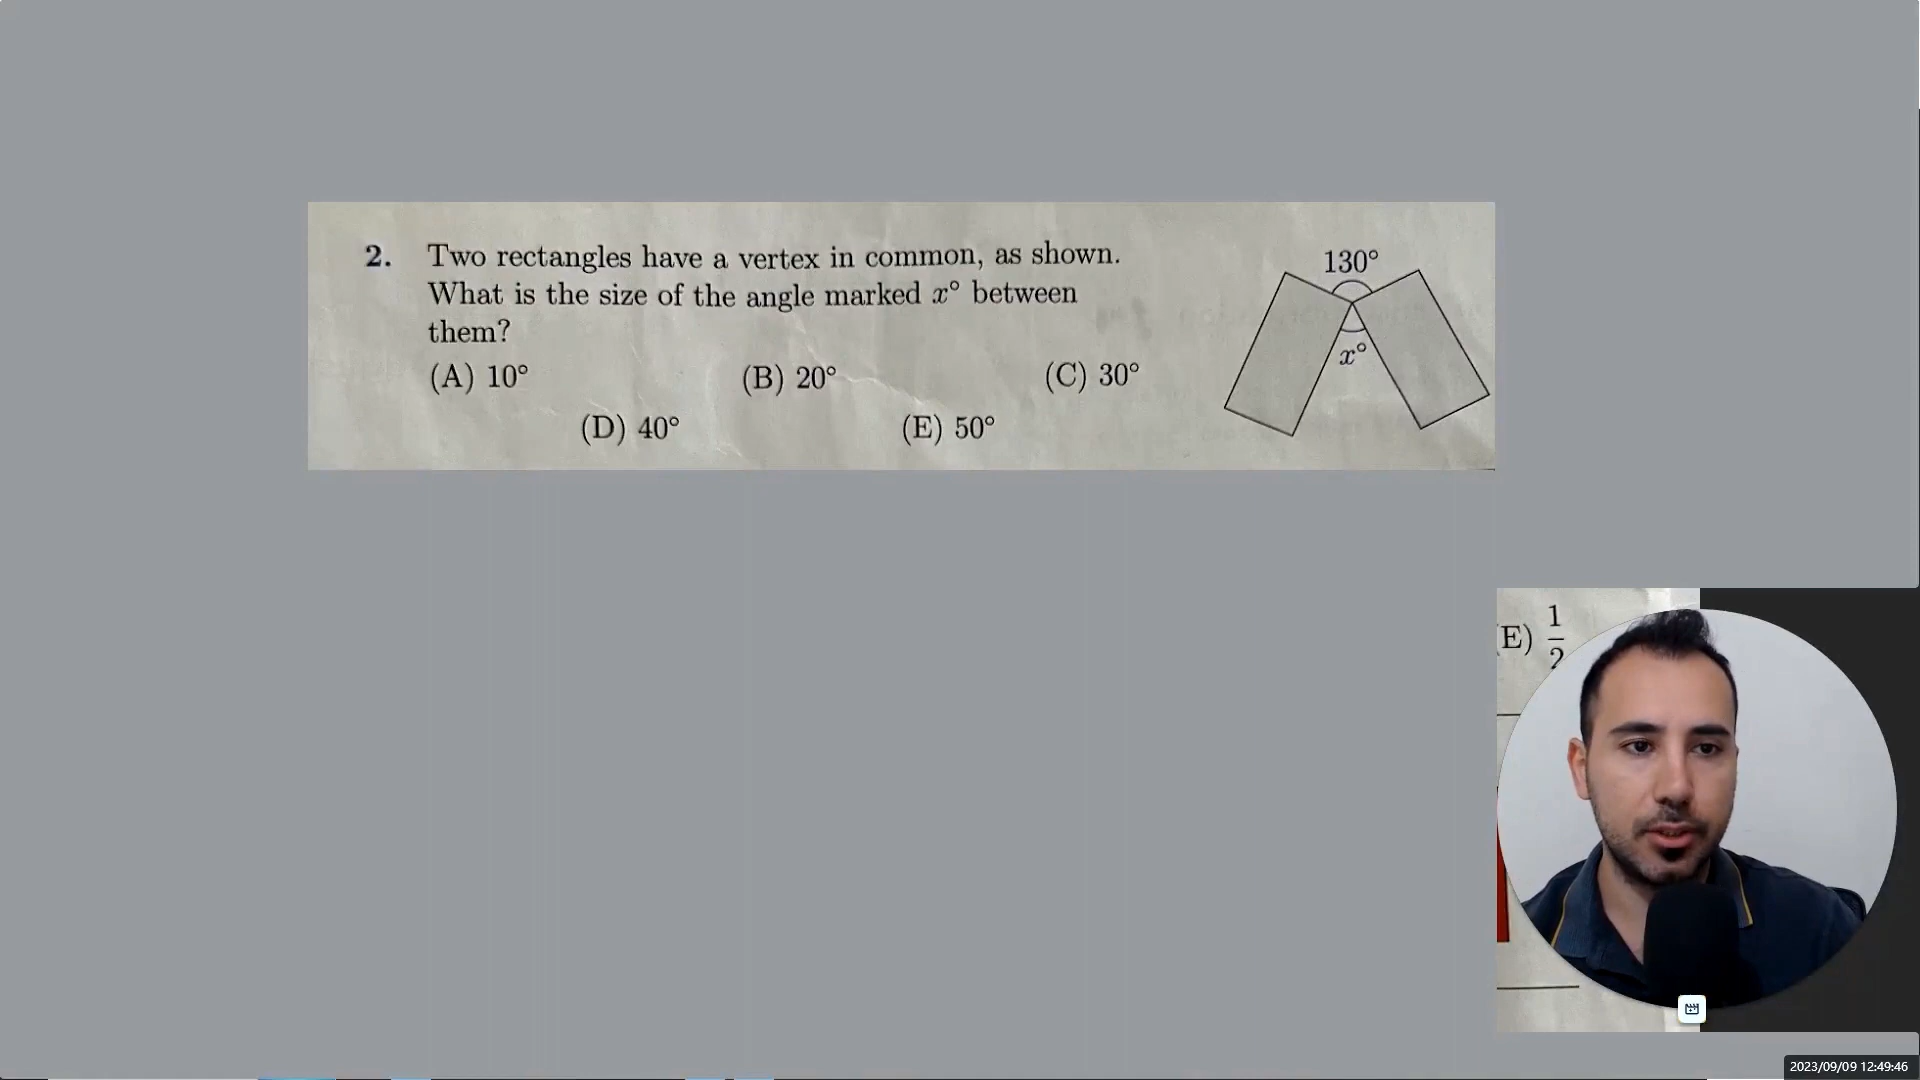 2. Two rectangles have a vertex in common, as shown.
What is the size of the angle marked x° between
them?
(A) 10° (B) 20° (C) 30°
(D) 40° (E) 50°
130°
x°
(E) 1/2
2023/09/09 12:49:46